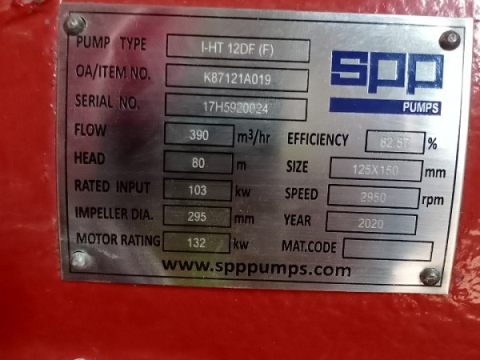 PUMP TYPE I-HT 12DF (F)
OA/ITEM NO. K87121A019
SERIAL NO. 17H5920024
spp
PUMPS
FLOW 390 m³/hr EFFICIENCY 82.57 %
HEAD 80 m SIZE 125X150 mm
RATED INPUT 103 kw SPEED 2950 rpm
IMPELLER DIA. 295 mm YEAR 2020
MOTOR RATING 132 kw MAT.CODE
www.spppumps.com